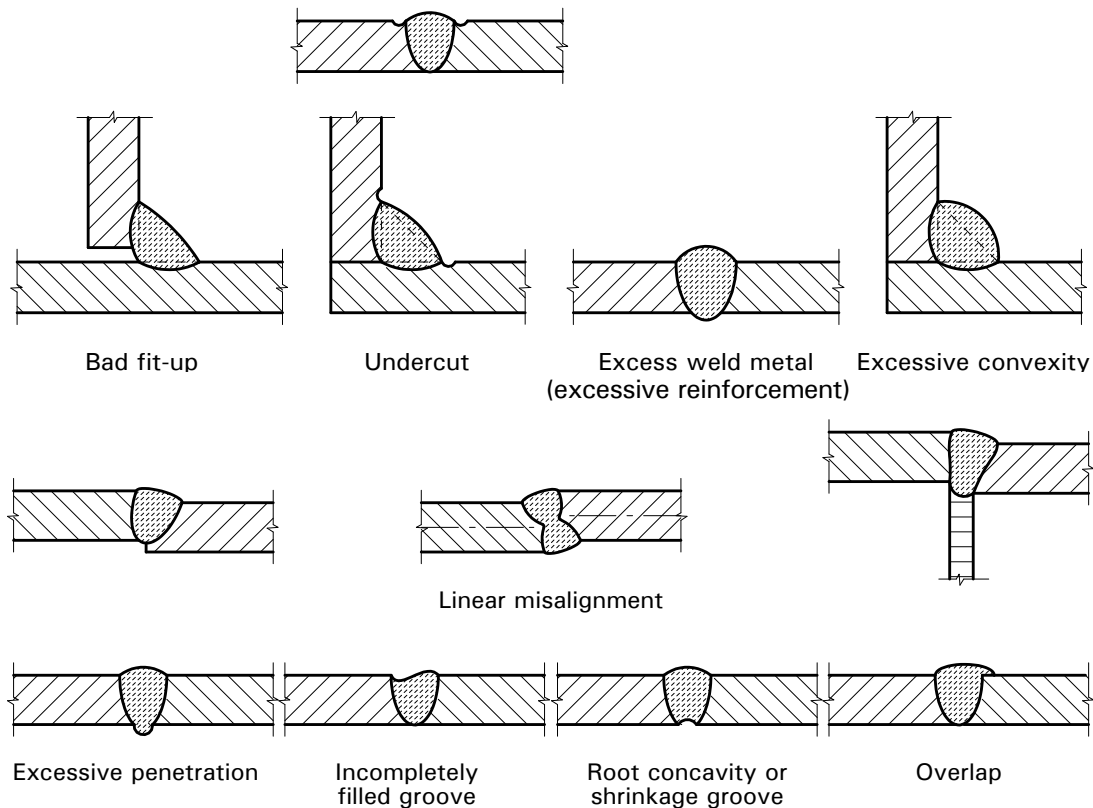 Bad fit-up
Undercut
Excess weld metal
(excessive reinforcement)
Excessive convexity
Linear misalignment
Excessive penetration
Incompletely
filled groove
Root concavity or
shrinkage groove
Overlap